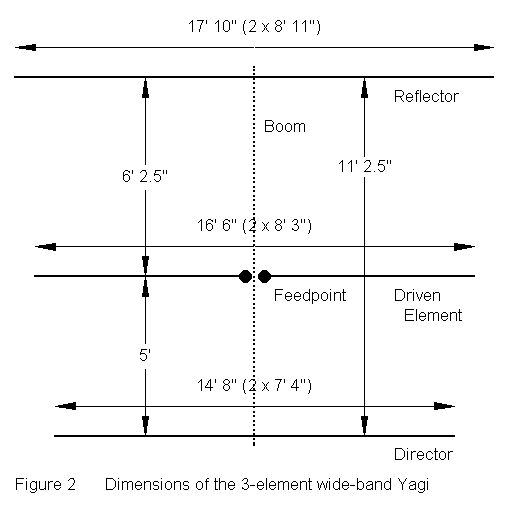 17' 10" (2 x 8' 11")
Reflector
Boom
11' 2.5"
6' 2.5"
16' 6" (2 x 8' 3")
Feedpoint
Driven
Element
5'
14' 8" (2 x 7' 4")
Director
Figure 2 Dimensions of the 3-element wide-band Yagi